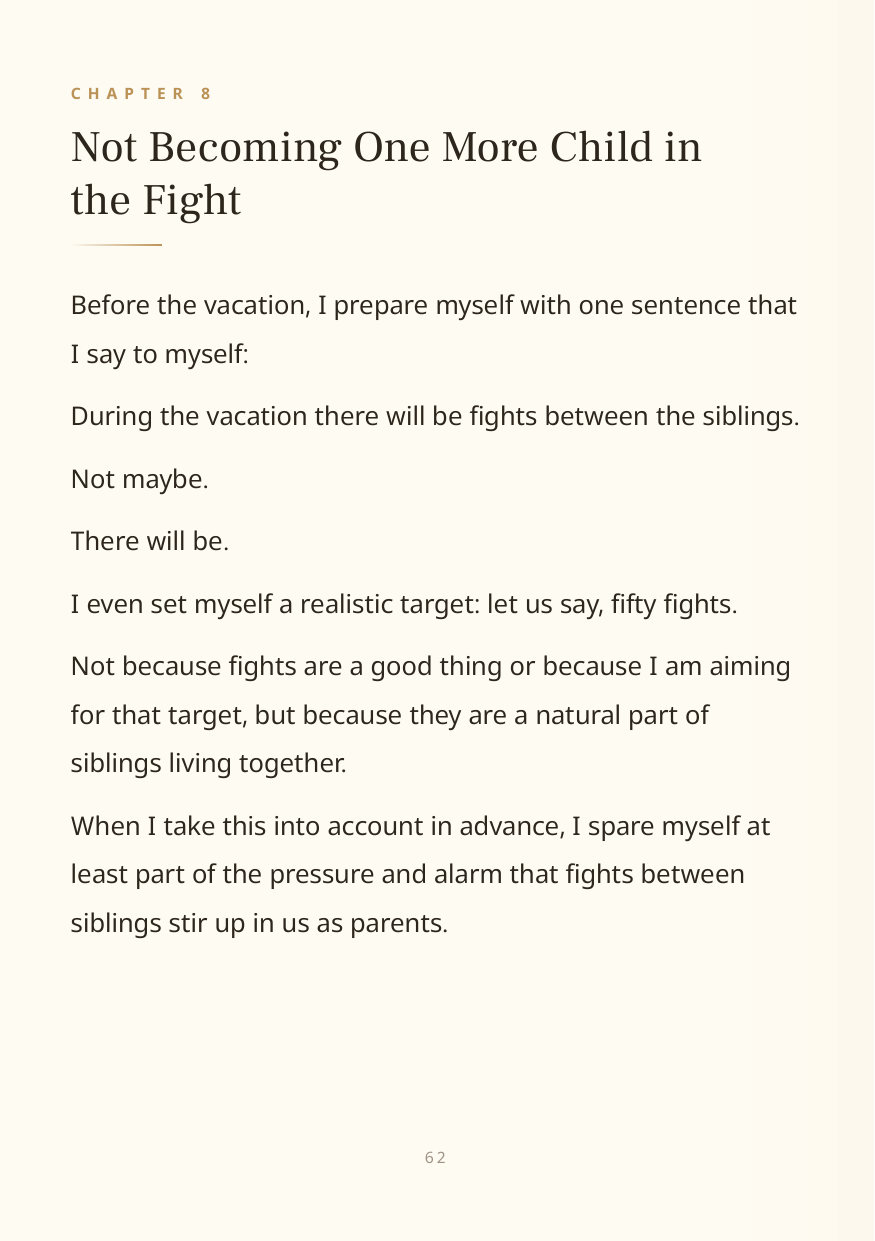 CHAPTER 8
Not Becoming One More Child in
the Fight
Before the vacation, I prepare myself with one sentence that
I say to myself:
During the vacation there will be fights between the siblings.
Not maybe.
There will be.
I even set myself a realistic target: let us say, fifty fights.
Not because fights are a good thing or because I am aiming
for that target, but because they are a natural part of
siblings living together.
When I take this into account in advance, I spare myself at
least part of the pressure and alarm that fights between
siblings stir up in us as parents.
62